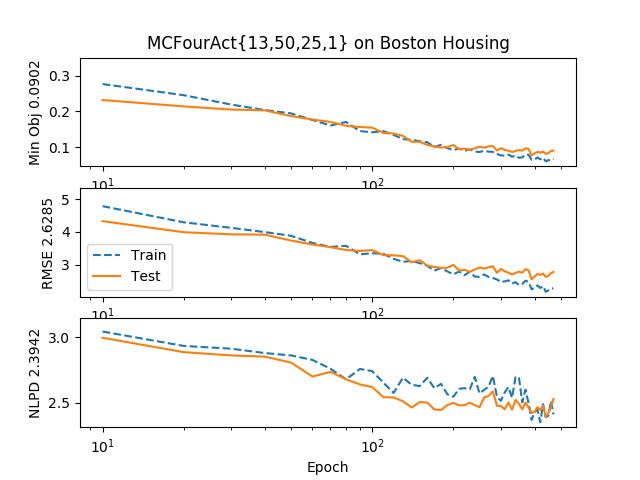 MCFourAct{13,50,25,1} on Boston Housing
Min Obj 0.0902
0.3
0.2
0.1
10¹
10²
RMSE 2.6285
5
4
3
Train
Test
10¹
10²
NLPD 2.3942
3.0
2.5
10¹
10²
Epoch